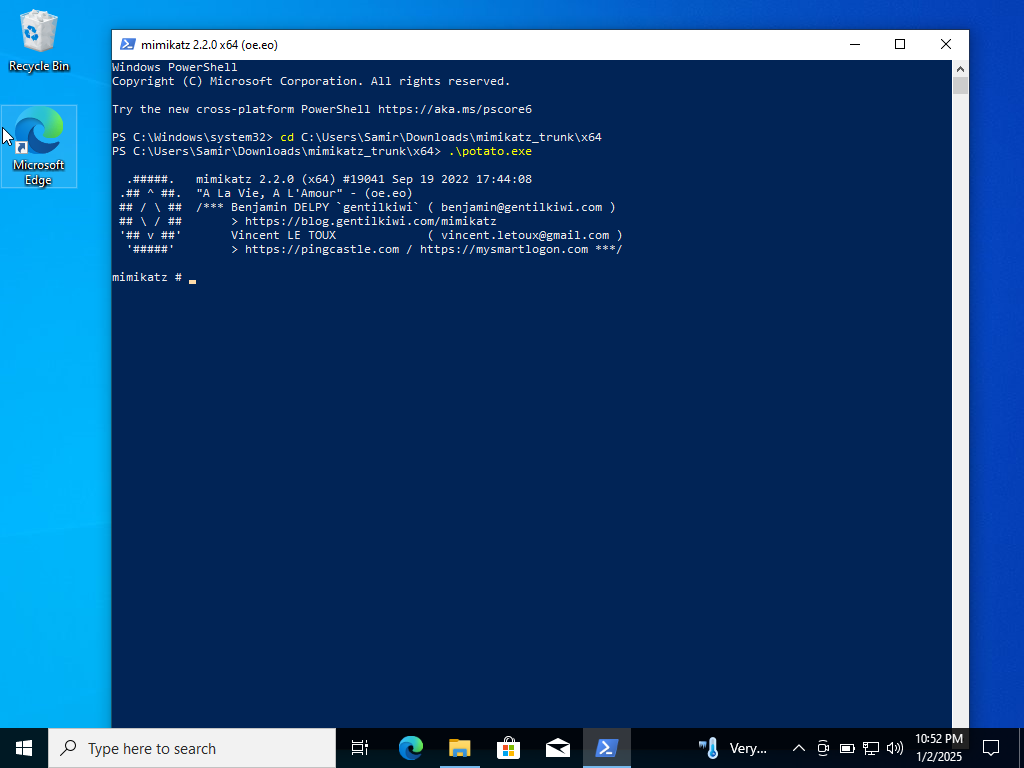 Recycle Bin
Microsoft
Edge
mimikatz 2.2.0 x64 (oe.eo)
Windows PowerShell
Copyright (C) Microsoft Corporation. All rights reserved.
Try the new cross-platform PowerShell https://aka.ms/pscore6
PS C:\Windows\system32> cd C:\Users\Samir\Downloads\mimikatz_trunk\x64
PS C:\Users\Samir\Downloads\mimikatz_trunk\x64> .\potato.exe
  .#####.   mimikatz 2.2.0 (x64) #19041 Sep 19 2022 17:44:08
 .## ^ ##.  "A La Vie, A L'Amour" - (oe.eo)
 ## / \ ##  /*** Benjamin DELPY `gentilkiwi` ( benjamin@gentilkiwi.com )
 ## \ / ##       > https://blog.gentilkiwi.com/mimikatz
 '## v ##'       Vincent LE TOUX             ( vincent.letoux@gmail.com )
  '#####'        > https://pingcastle.com / https://mysmartlogon.com ***/
mimikatz #
Type here to search
Very...
10:52 PM
1/2/2025